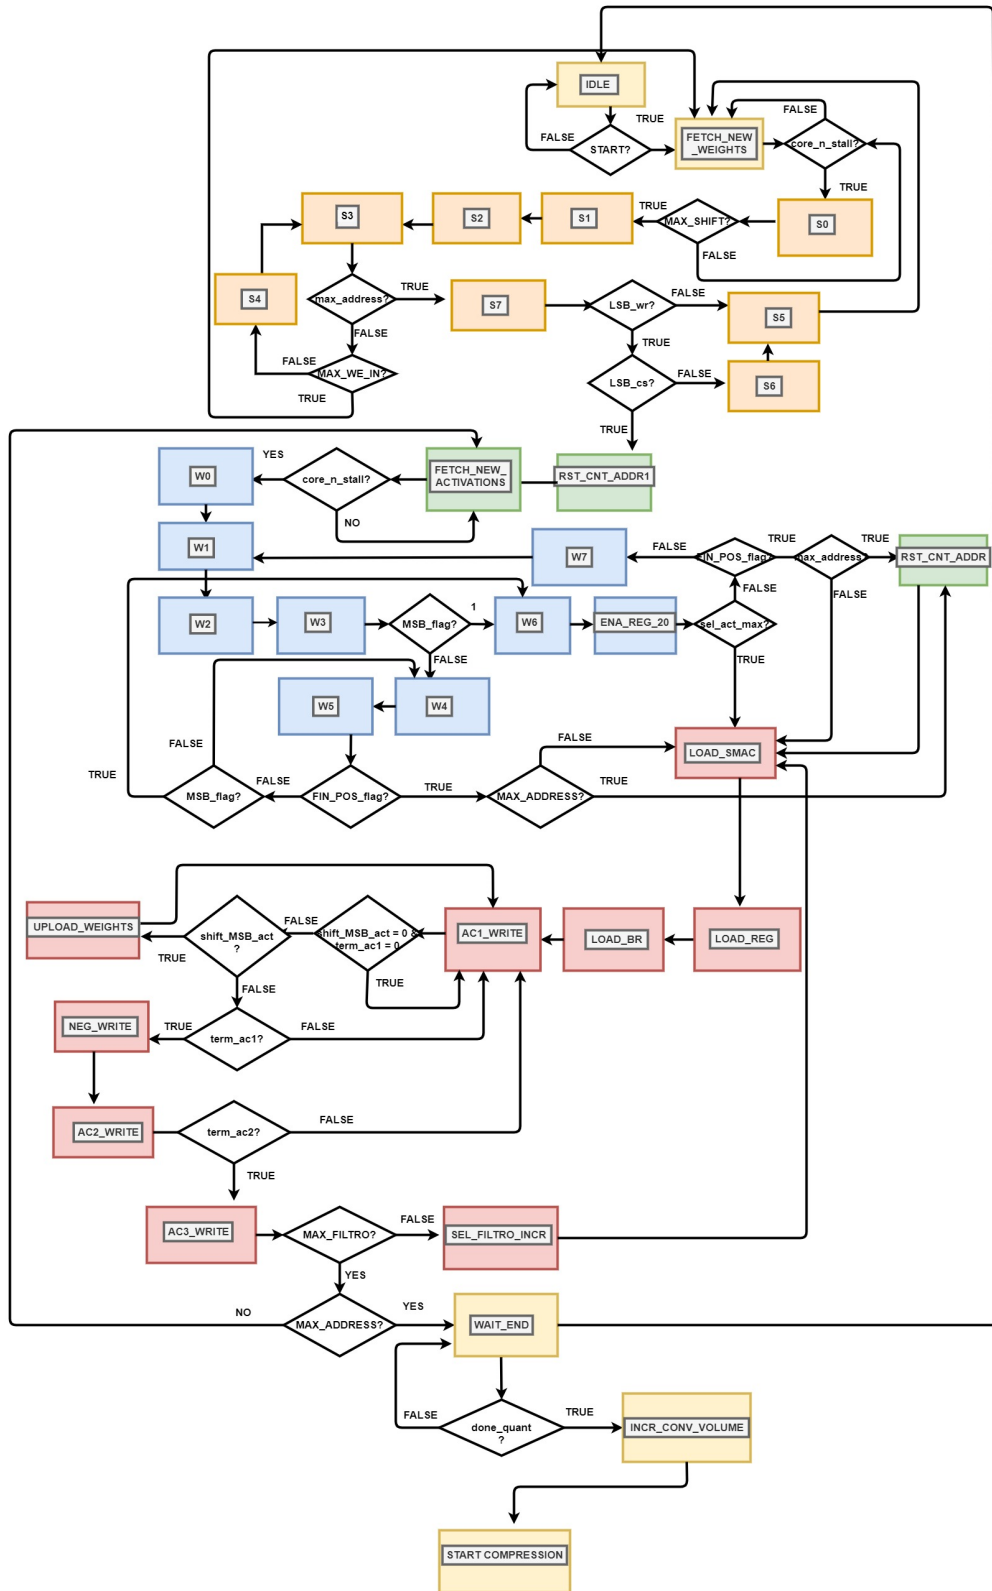 IDLE
TRUE
FALSE
START?
FETCH_NEW
_WEIGHTS
FALSE
core_n_stall?
TRUE
S3
S2
S1
TRUE
MAX_SHIFT?
FALSE
S0
S4
max_address?
TRUE
S7
LSB_wr?
FALSE
S5
FALSE
TRUE
FALSE
MAX_WE_IN?
TRUE
LSB_cs?
FALSE
S6
TRUE
W0
YES
core_n_stall?
NO
FETCH_NEW_
ACTIVATIONS
RST_CNT_ADDR1
W1
W7
FALSE
FIN_POS_flag?
TRUE
max_address?
TRUE
RST_CNT_ADDR
FALSE
FALSE
W2
W3
MSB_flag?
1
W6
ENA_REG_20
sel_act_max?
FALSE
TRUE
W5
W4
FALSE
TRUE
MSB_flag?
FALSE
FIN_POS_flag?
TRUE
MAX_ADDRESS?
FALSE
TRUE
LOAD_SMAC
UPLOAD_WEIGHTS
shift_MSB_act
?
TRUE
FALSE
shift_MSB_act = 0 &
term_ac1 = 0
TRUE
AC1_WRITE
LOAD_BR
LOAD_REG
FALSE
NEG_WRITE
TRUE
term_ac1?
FALSE
AC2_WRITE
term_ac2?
FALSE
TRUE
AC3_WRITE
MAX_FILTRO?
FALSE
SEL_FILTRO_INCR
YES
NO
MAX_ADDRESS?
YES
WAIT_END
FALSE
done_quant
?
TRUE
INCR_CONV_VOLUME
START COMPRESSION